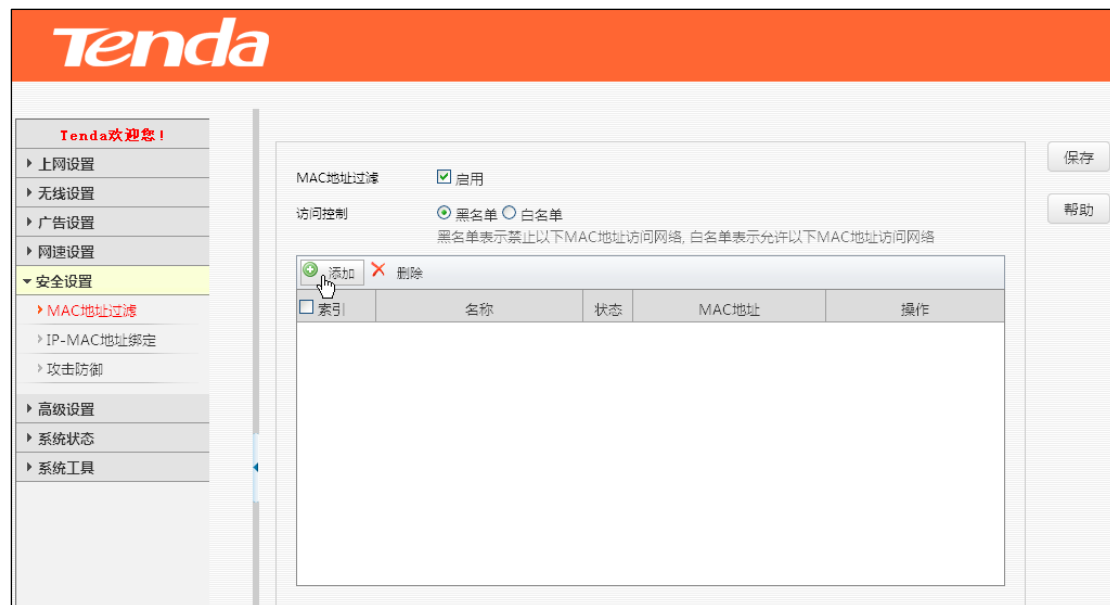 Tenda
Tenda欢迎您!
上网设置
无线设置
广告设置
网速设置
安全设置
MAC地址过滤
IP-MAC地址绑定
攻击防御
高级设置
系统状态
系统工具
MAC地址过滤 启用
访问控制 黑名单 白名单
黑名单表示禁止以下MAC地址访问网络, 白名单表示允许以下MAC地址访问网络
添加 删除
索引 名称 状态 MAC地址 操作
保存
帮助